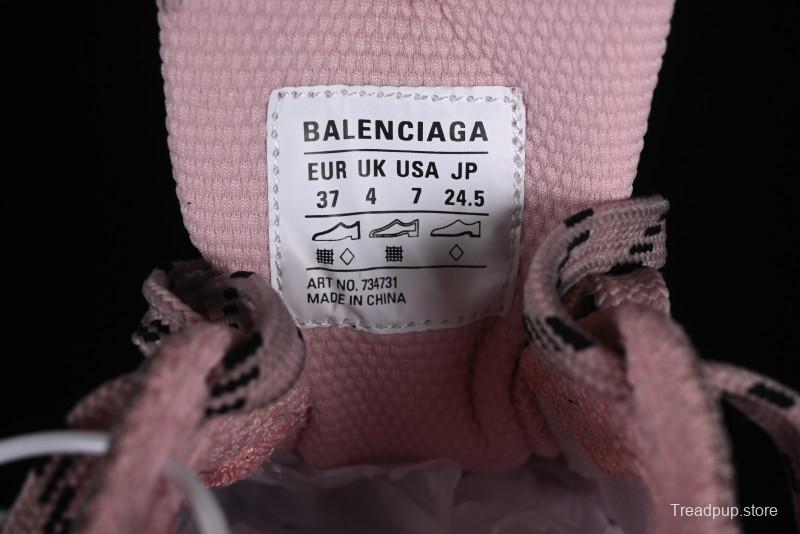 BALENCIAGA
EUR UK USA JP
37 4 7 24.5
ART NO. 734731
MADE IN CHINA
Treadpup.store